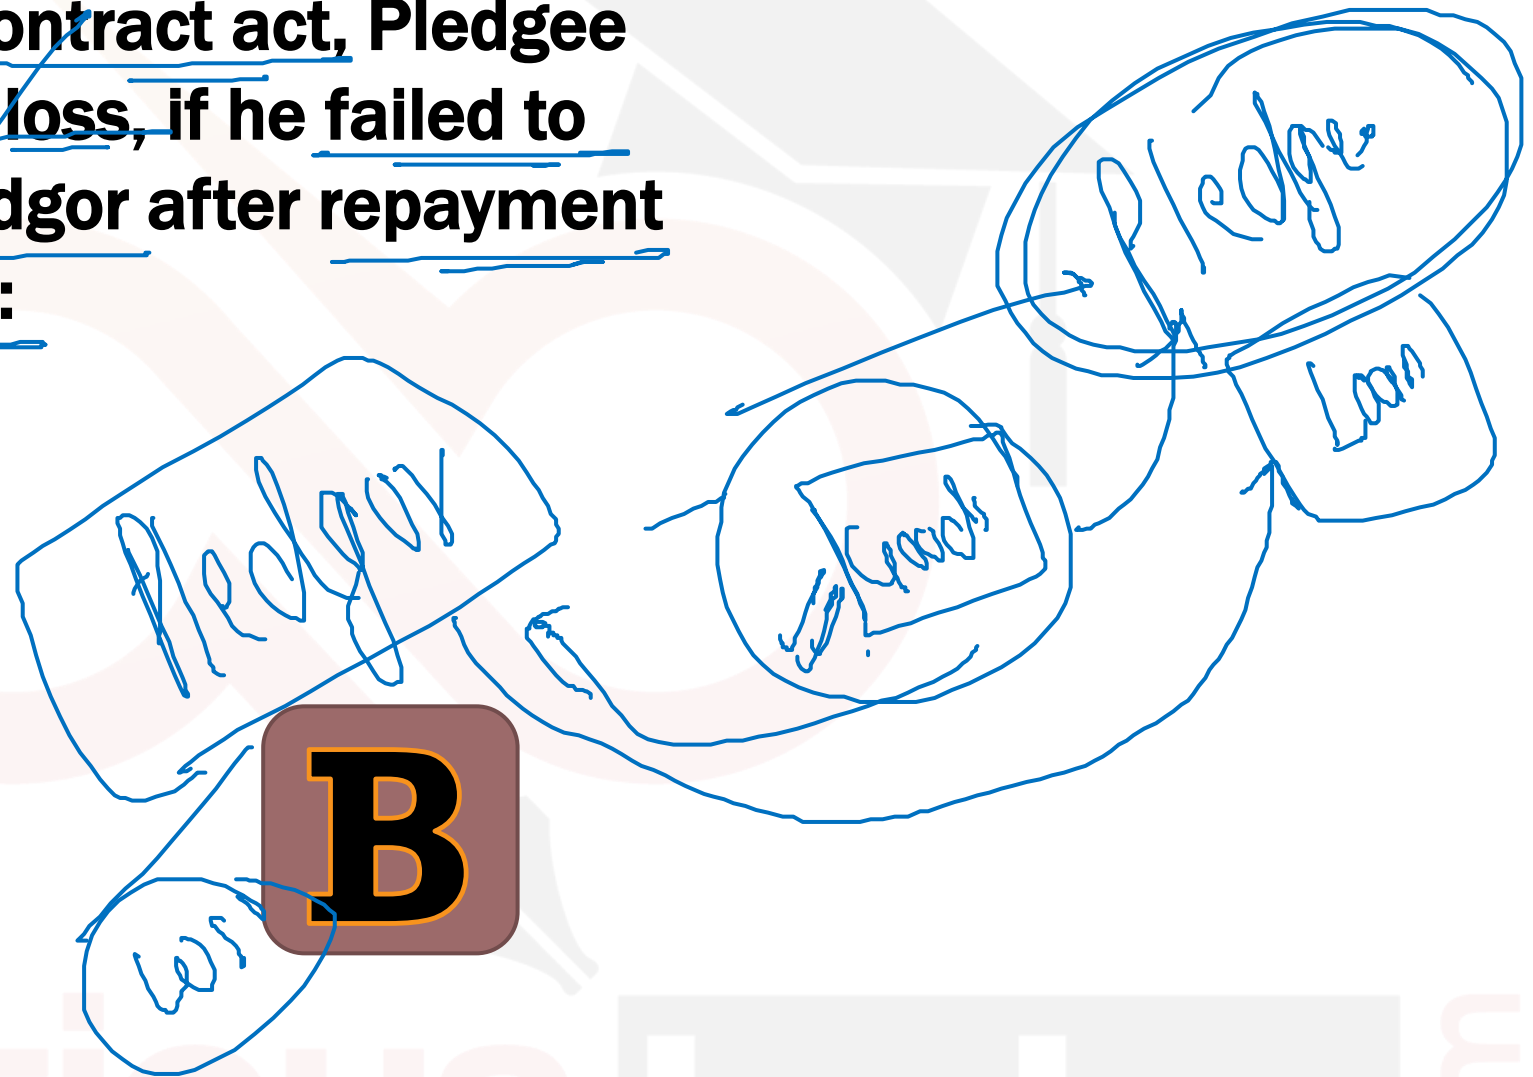 ontract act, Pledgee
loss, if he failed to
dgor after repayment
:
Pledge
Loan
Pledgor
Goods
B